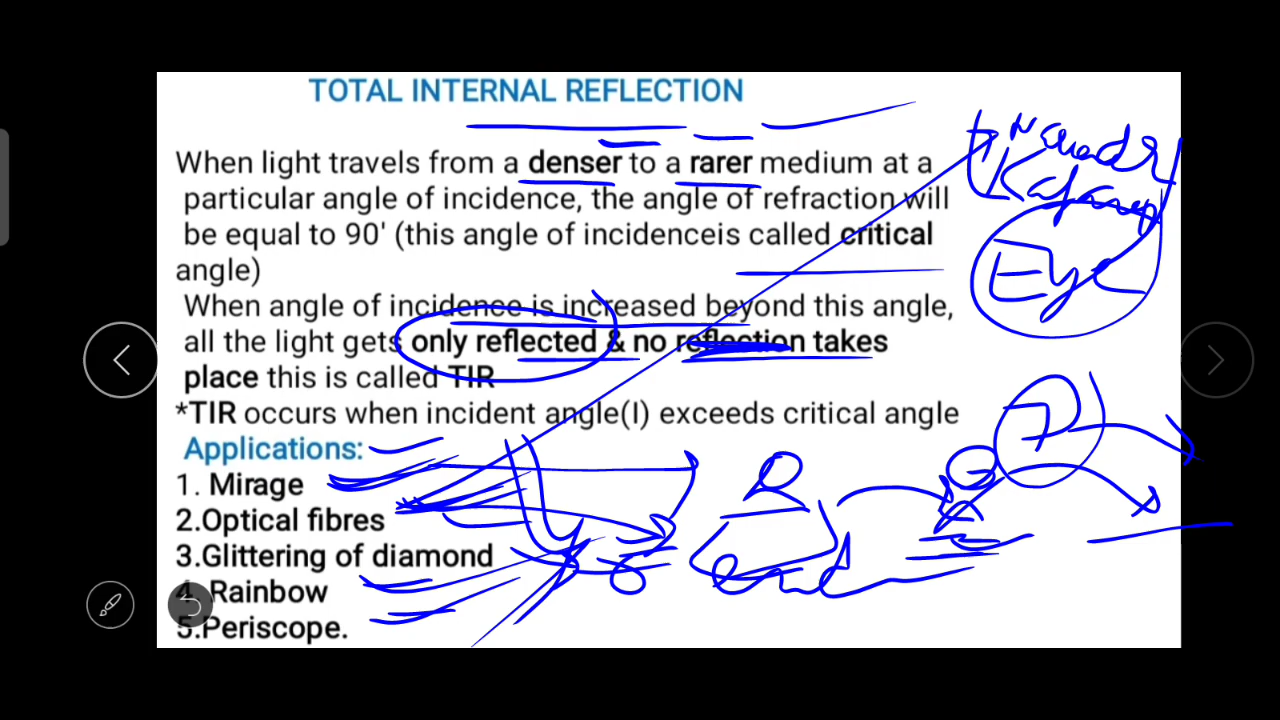 TOTAL INTERNAL REFLECTION
When light travels from a denser to a rarer medium at a
particular angle of incidence, the angle of refraction will
be equal to 90' (this angle of incidenceis called critical
angle)
When angle of incidence is increased beyond this angle,
all the light gets only reflected & no reflection takes
place this is called TIR
*TIR occurs when incident angle(I) exceeds critical angle
Applications:
1. Mirage
2.Optical fibres
3.Glittering of diamond
4. Rainbow
5.Periscope.
Eye
end